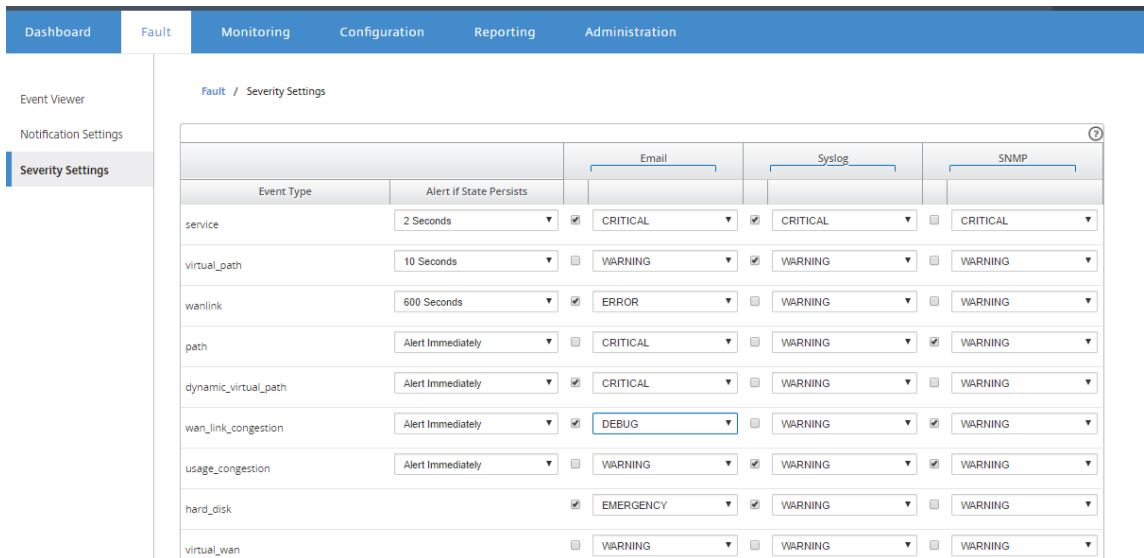 Dashboard Fault Monitoring Configuration Reporting Administration
Fault / Severity Settings
Event Viewer
Notification Settings
Severity Settings
?
Email Syslog SNMP
Event Type Alert if State Persists
service 2 Seconds CRITICAL CRITICAL CRITICAL
virtual_path 10 Seconds WARNING WARNING WARNING
wanlink 600 Seconds ERROR WARNING WARNING
path Alert Immediately CRITICAL WARNING WARNING
dynamic_virtual_path Alert Immediately CRITICAL WARNING WARNING
wan_link_congestion Alert Immediately DEBUG WARNING WARNING
usage_congestion Alert Immediately WARNING WARNING WARNING
hard_disk EMERGENCY WARNING WARNING
virtual_wan WARNING WARNING WARNING